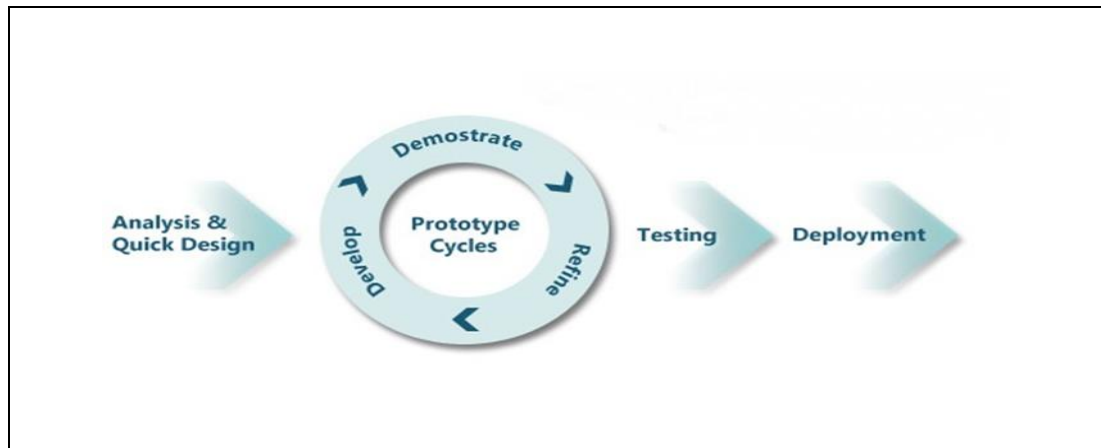 Analysis &
Quick Design
Demostrate
Refine
Develop
Prototype
Cycles
Testing
Deployment